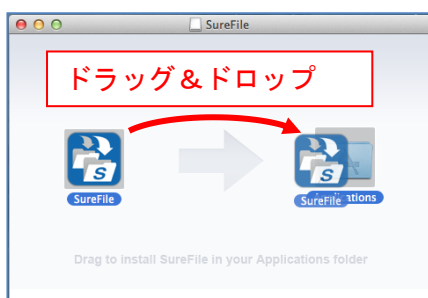 SureFile
ドラッグ＆ドロップ
S
S
SureFile
SureFile
Drag to install SureFile in your Applications folder